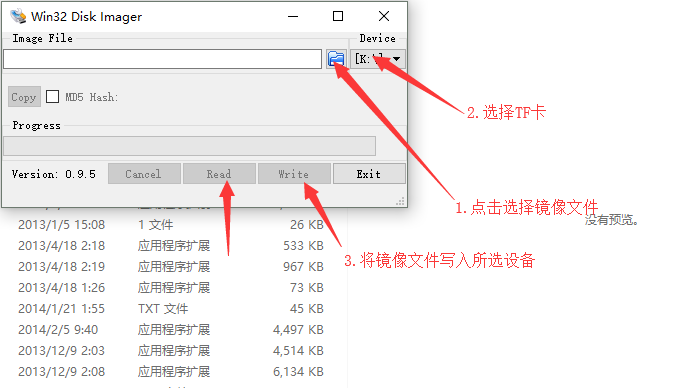 Win32 Disk Imager
Image File
Device
[K:\]
Copy
MD5 Hash:
Progress
Version: 0.9.5
Cancel
Read
Write
Exit
2.选择TF卡
1.点击选择镜像文件
没有预览。
3.将镜像文件写入所选设备
2013/1/5 15:08 1 文件 26 KB
2013/4/18 2:18 应用程序扩展 533 KB
2013/4/18 2:19 应用程序扩展 967 KB
2013/4/18 1:26 应用程序扩展 73 KB
2014/1/21 1:55 TXT 文件 45 KB
2014/2/5 9:40 应用程序扩展 4,497 KB
2013/12/9 2:03 应用程序扩展 4,514 KB
2013/12/9 2:08 应用程序扩展 6,134 KB